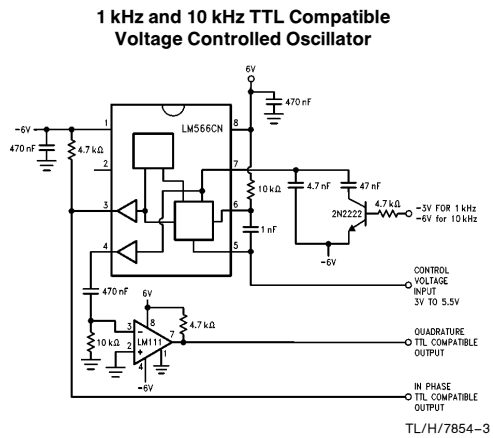 1 kHz and 10 kHz TTL Compatible
Voltage Controlled Oscillator
6V
470 nF
-6V
1
LM566CN
8
470 nF
4.7 kΩ
2
7
10 kΩ
4.7 nF
47 nF
4.7 kΩ
-3V FOR 1 kHz
-6V for 10 kHz
3
6
2N2222
1 nF
4
5
-6V
CONTROL
VOLTAGE
INPUT
3V TO 5.5V
470 nF
6V
8
4.7 kΩ
3
-
7
10 kΩ
LM111
2
+
4
1
-6V
QUADRATURE
TTL COMPATIBLE
OUTPUT
IN PHASE
TTL COMPATIBLE
OUTPUT
TL/H/7854-3